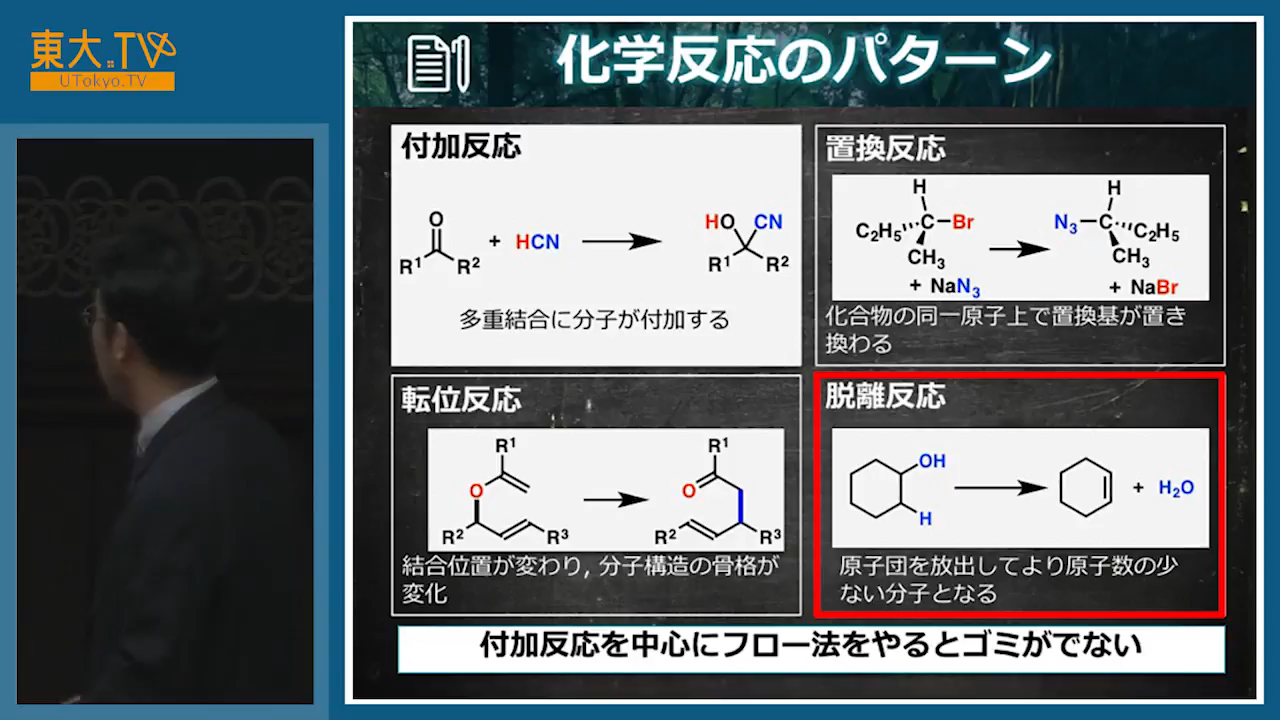 東大TV
UTokyo.TV
化学反応のパターン
付加反応
O
R¹ R²
+ HCN
HO CN
R¹ R²
多重結合に分子が付加する
置換反応
H
C₂H₅ C Br
CH₃
+ NaN₃
H
N₃ C C₂H₅
CH₃
+ NaBr
化合物の同一原子上で置換基が置き
換わる
転位反応
R¹
O
R² R³
R¹
O
R² R³
結合位置が変わり, 分子構造の骨格が
変化
脱離反応
OH
H
+ H₂O
原子団を放出してより原子数の少
ない分子となる
付加反応を中心にフロー法をやるとゴミがでない